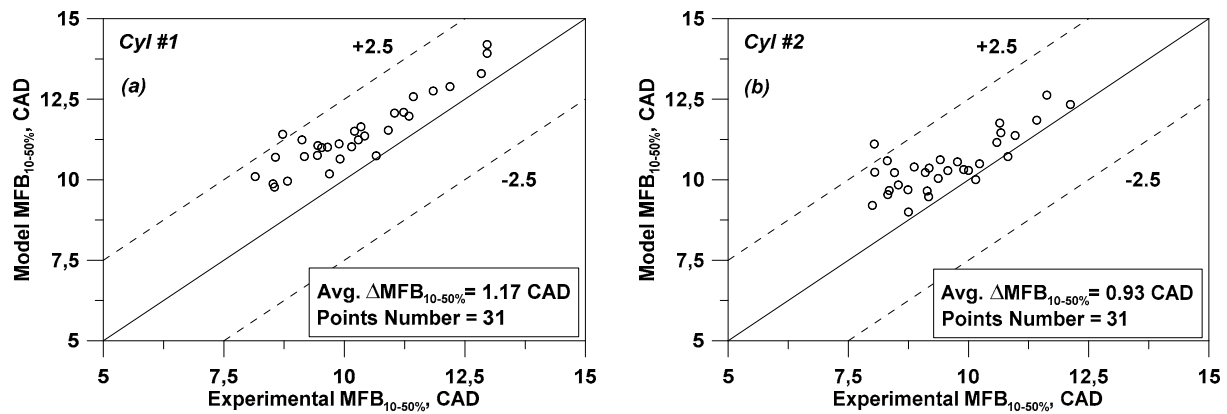 Cyl #1
(a)
+2.5
-2.5
Avg. ΔMFB10-50%= 1.17 CAD
Points Number = 31
Model MFB10-50%, CAD
15
12,5
10
7,5
5
5 7,5 10 12,5 15
Experimental MFB10-50%, CAD
Cyl #2
(b)
+2.5
-2.5
Avg. ΔMFB10-50%= 0.93 CAD
Points Number = 31
Model MFB10-50%, CAD
15
12,5
10
7,5
5
5 7,5 10 12,5 15
Experimental MFB10-50%, CAD